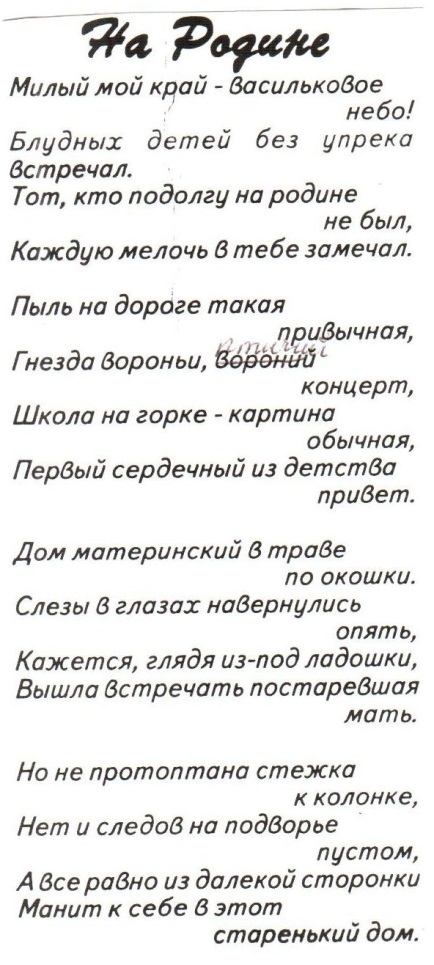 На Родине
Милый мой край - васильковое
небо!
Блудных детей без упрека
встречал.
Тот, кто подолгу на родине
не был,
Каждую мелочь в тебе замечал.
Пыль на дороге такая
привычная,
птичий
Гнезда вороньи, вороний
концерт,
Школа на горке - картина
обычная,
Первый сердечный из детства
привет.
Дом материнский в траве
по окошки.
Слезы в глазах навернулись
опять,
Кажется, глядя из-под ладошки,
Вышла встречать постаревшая
мать.
Но не протоптана стежка
к колонке,
Нет и следов на подворье
пустом,
А все равно из далекой сторонки
Манит к себе в этот
старенький дом.